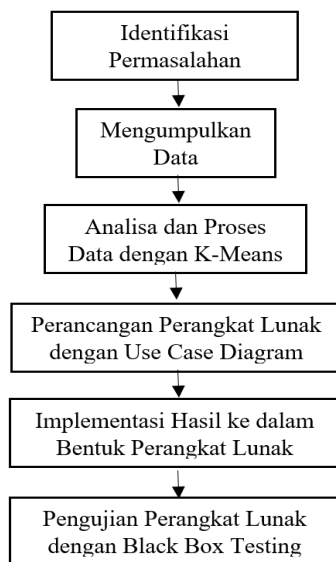 Identifikasi
Permasalahan
Mengumpulkan
Data
Analisa dan Proses
Data dengan K-Means
Perancangan Perangkat Lunak
dengan Use Case Diagram
Implementasi Hasil ke dalam
Bentuk Perangkat Lunak
Pengujian Perangkat Lunak
dengan Black Box Testing